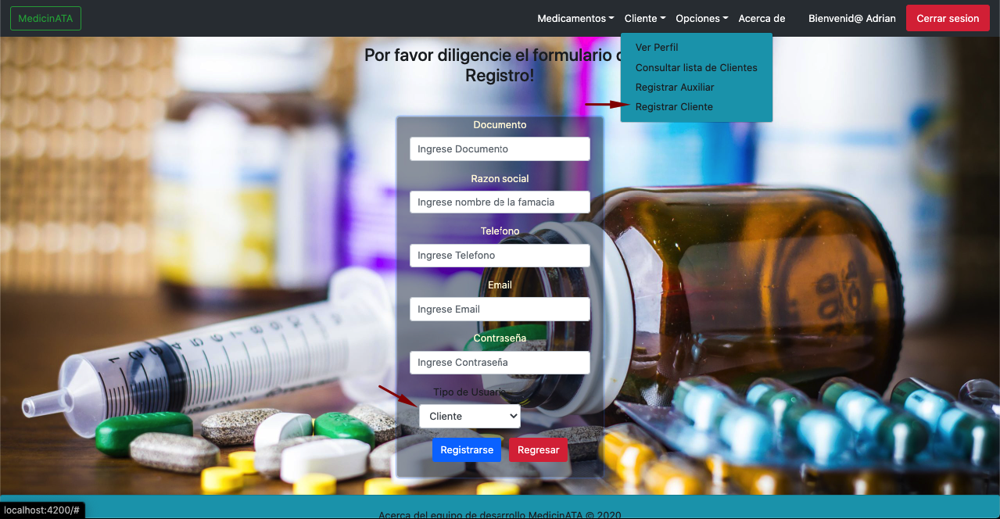 MedicinATA
Medicamentos Cliente Opciones Acerca de Bienvenid@ Adrian Cerrar sesion
Ver Perfil
Consultar lista de Clientes
Registrar Auxiliar
Registrar Cliente
Por favor diligencie el formulario
Registro!
Documento
Ingrese Documento
Razon social
Ingrese nombre de la famacia
Telefono
Ingrese Telefono
Email
Ingrese Email
Contraseña
Ingrese Contraseña
Tipo de Usuario
Cliente
Registrarse Regresar
localhost:4200/#
Acerca del equipo de desarrollo MedicinATA © 2020